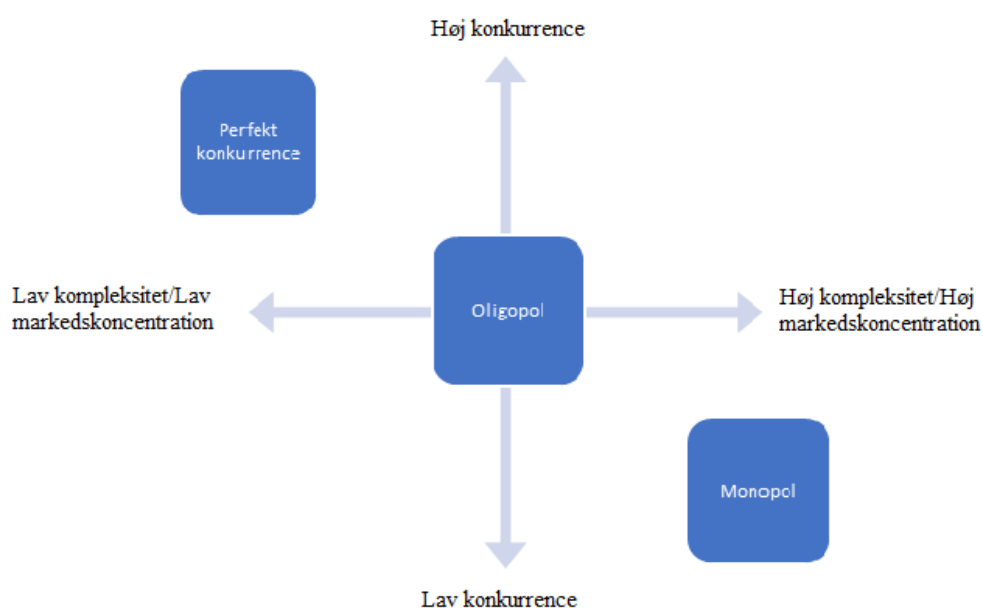 Høj konkurrence
Perfekt
konkurrence
Lav kompleksitet/Lav
markedskoncentration
Oligopol
Høj kompleksitet/Høj
markedskoncentration
Monopol
Lav konkurrence